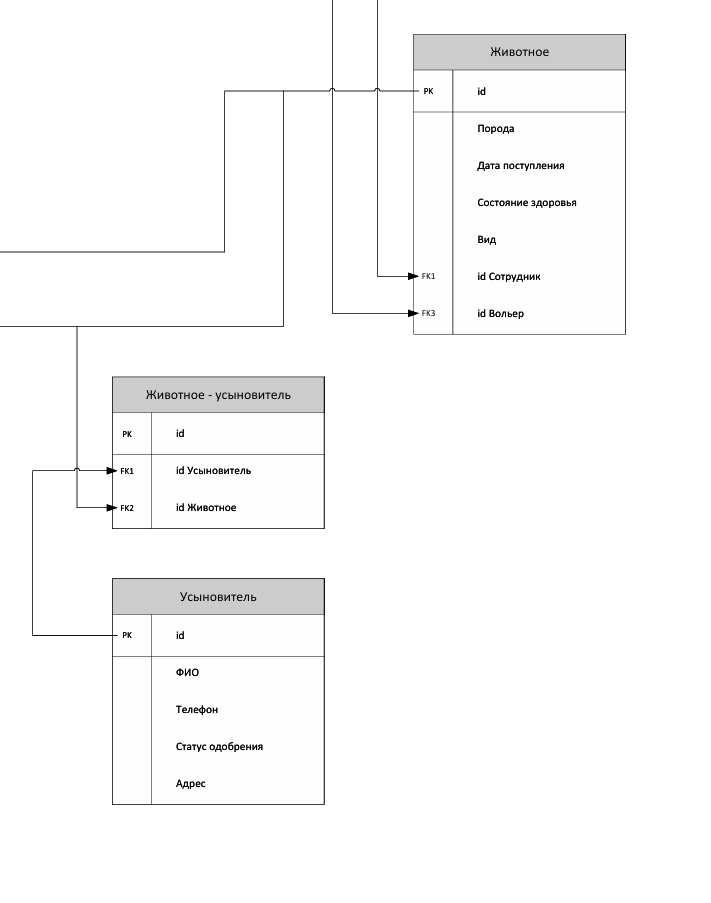 Животное
PK id
Порода
Дата поступления
Состояние здоровья
Вид
FK1 id Сотрудник
FK3 id Вольер
Животное - усыновитель
PK id
FK1 id Усыновитель
FK2 id Животное
Усыновитель
PK id
ФИО
Телефон
Статус одобрения
Адрес